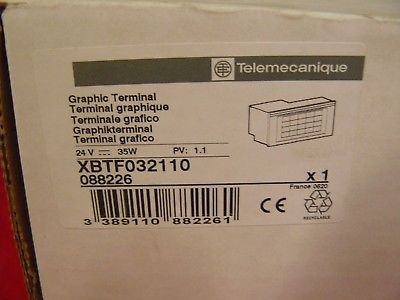 Telemecanique
Graphic Terminal
Terminal graphique
Terminale grafico
Graphikterminal
Terminal grafico
24 V 35W PV: 1.1
XBTF032110
088226
x 1
France 0620
3 389110 882261
CE
RECYCLABLE